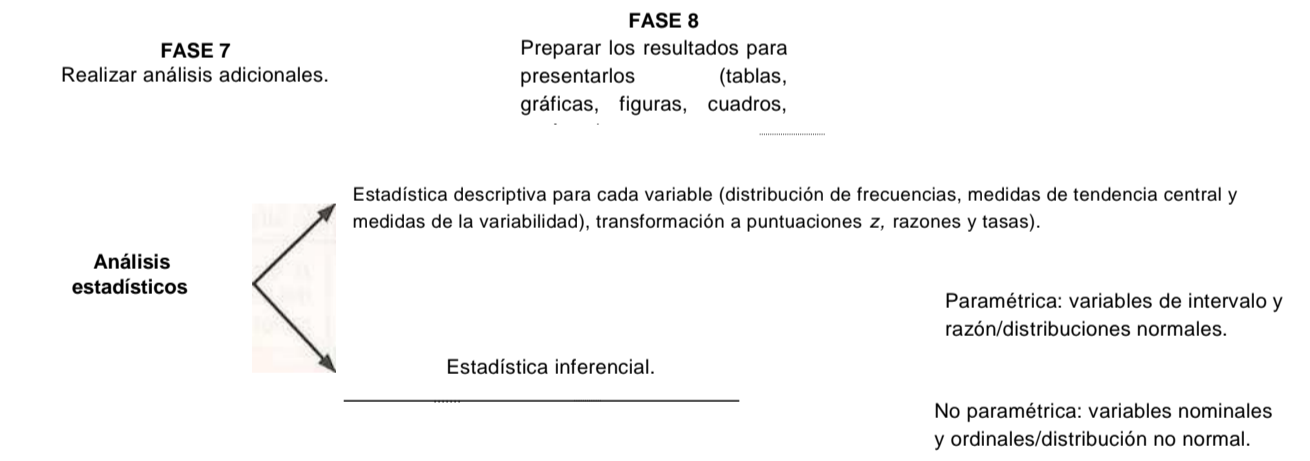 FASE 7
Realizar análisis adicionales.
FASE 8
Preparar los resultados para
presentarlos (tablas,
gráficas, figuras, cuadros,
Estadística descriptiva para cada variable (distribución de frecuencias, medidas de tendencia central y
medidas de la variabilidad), transformación a puntuaciones z, razones y tasas).
Análisis
estadísticos
Paramétrica: variables de intervalo y
razón/distribuciones normales.
Estadística inferencial.
No paramétrica: variables nominales
y ordinales/distribución no normal.